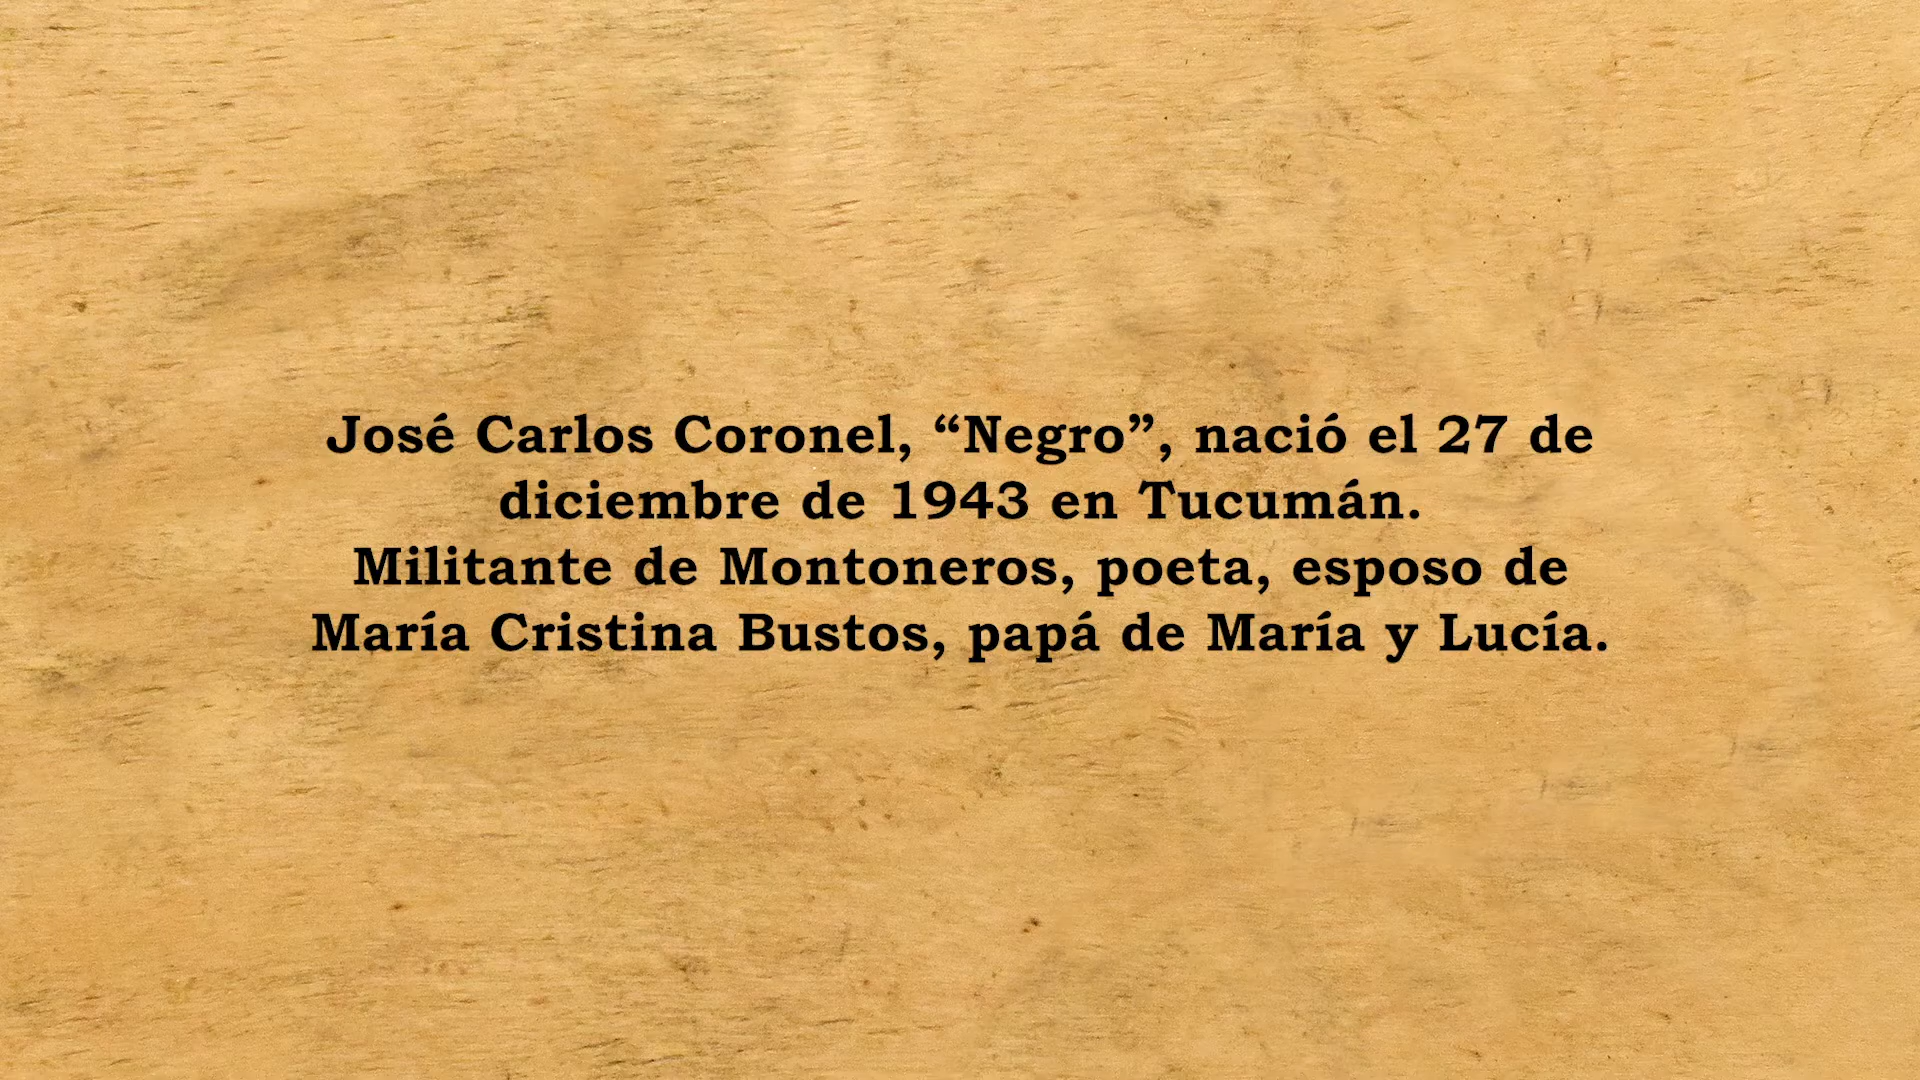 José Carlos Coronel, “Negro”, nació el 27 de
diciembre de 1943 en Tucumán.
Militante de Montoneros, poeta, esposo de
María Cristina Bustos, papá de María y Lucía.